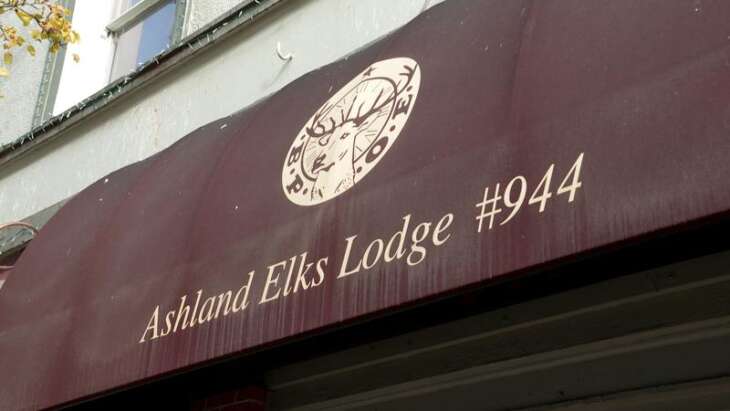 B. P. O. E.
Ashland Elks Lodge #944